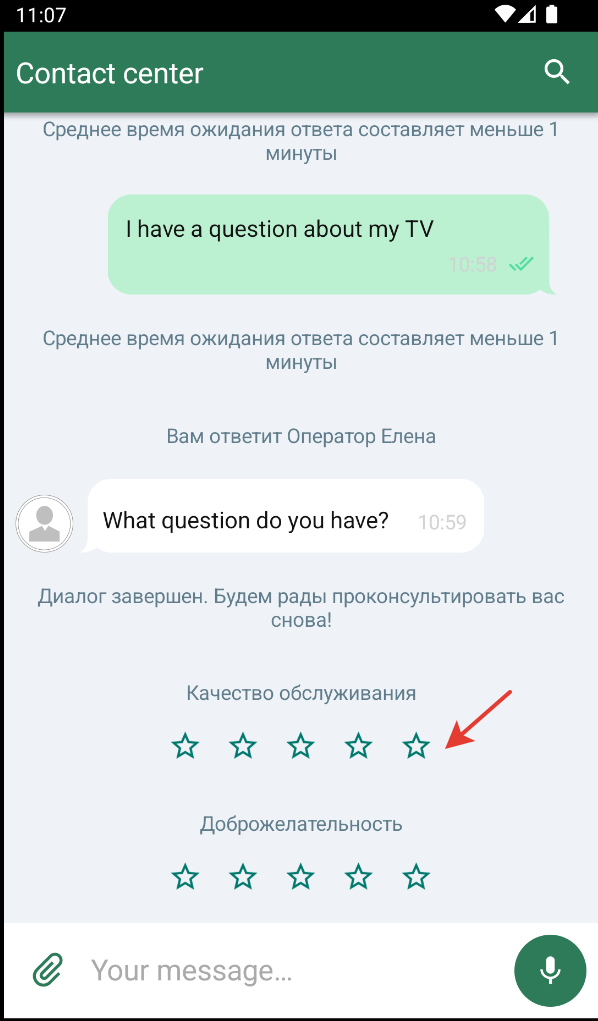 11:07
Contact center
Среднее время ожидания ответа составляет меньше 1
минуты
I have a question about my TV
10:58
Среднее время ожидания ответа составляет меньше 1
минуты
Вам ответит Оператор Елена
What question do you have? 10:59
Диалог завершен. Будем рады проконсультировать вас
снова!
Качество обслуживания
Доброжелательность
Your message...